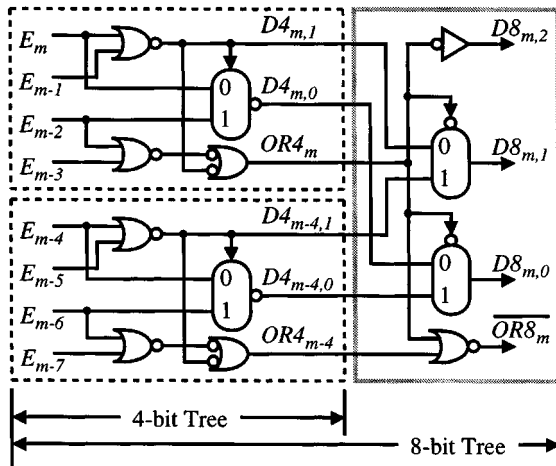 E_m
E_{m-1}
E_{m-2}
E_{m-3}
0
1
D4_{m,1}
D4_{m,0}
OR4_m
D8_{m,2}
0
1
D8_{m,1}
E_{m-4}
E_{m-5}
E_{m-6}
E_{m-7}
0
1
D4_{m-4,1}
D4_{m-4,0}
OR4_{m-4}
0
1
D8_{m,0}
\overline{OR8_m}
4-bit Tree
8-bit Tree